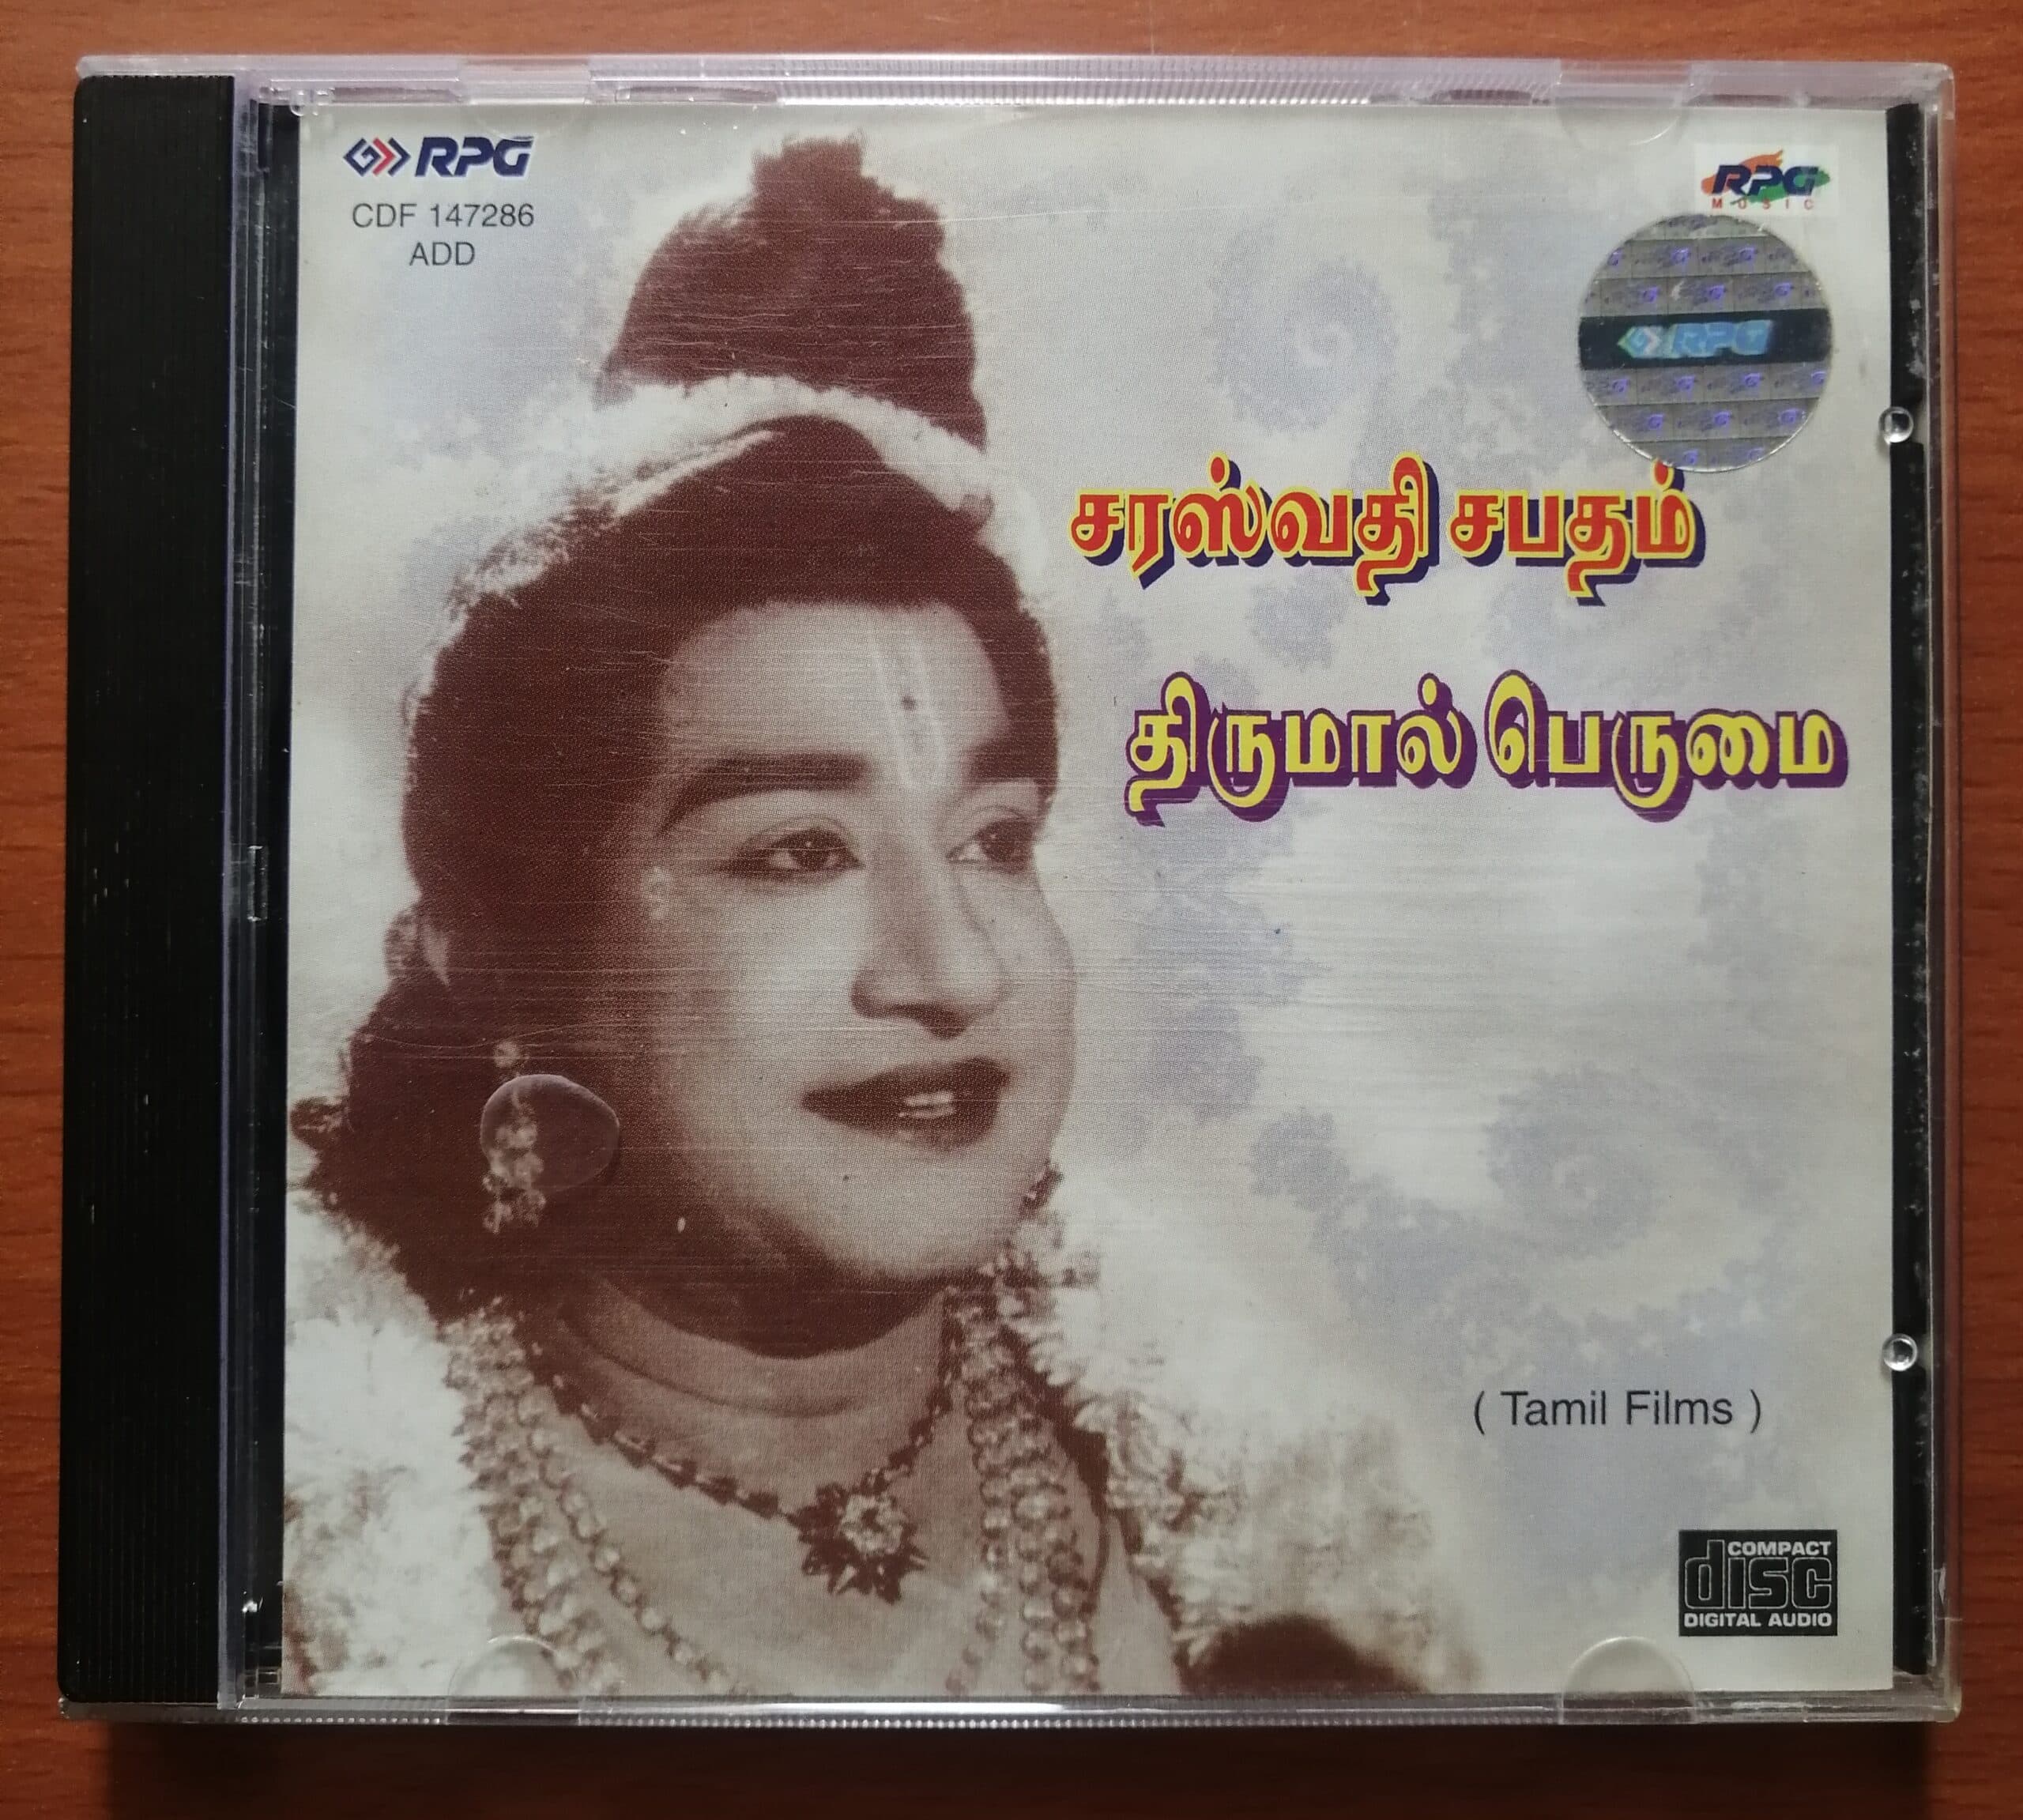 RPG
CDF 147286
ADD
RPG
MUSIC
RPG
சரஸ்வதி சபதம்
திருமால் பெருமை
( Tamil Films )
COMPACT
disc
DIGITAL AUDIO